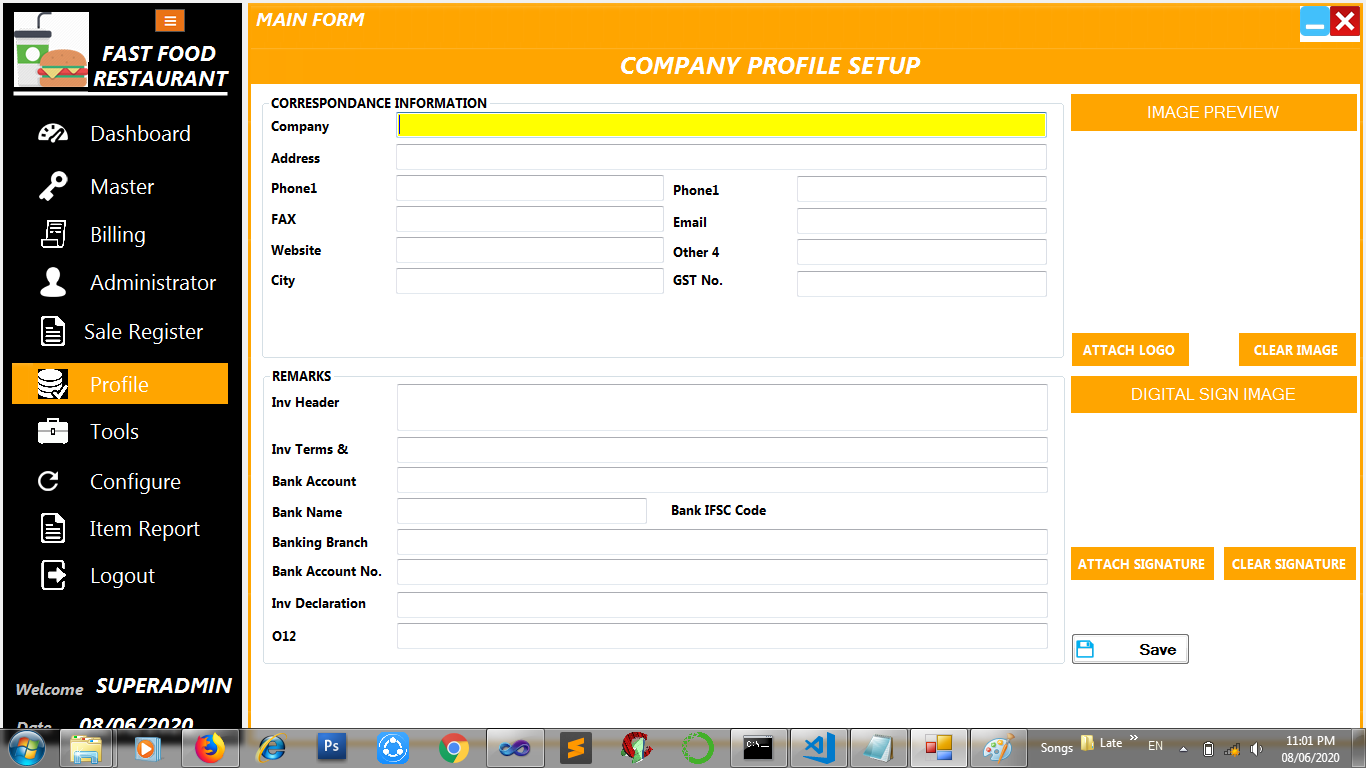 FAST FOOD
RESTAURANT
Dashboard
Master
Billing
Administrator
Sale Register
Profile
Tools
Configure
Item Report
Logout
Welcome SUPERADMIN
Date 08/06/2020
MAIN FORM
COMPANY PROFILE SETUP
CORRESPONDANCE INFORMATION
Company
Address
Phone1 Phone1
FAX Email
Website Other 4
City GST No.
REMARKS
Inv Header
Inv Terms &
Bank Account
Bank Name Bank IFSC Code
Banking Branch
Bank Account No.
Inv Declaration
O12
IMAGE PREVIEW
ATTACH LOGO CLEAR IMAGE
DIGITAL SIGN IMAGE
ATTACH SIGNATURE CLEAR SIGNATURE
Save
Ps
C:\_
Songs » Late EN
11:01 PM
08/06/2020